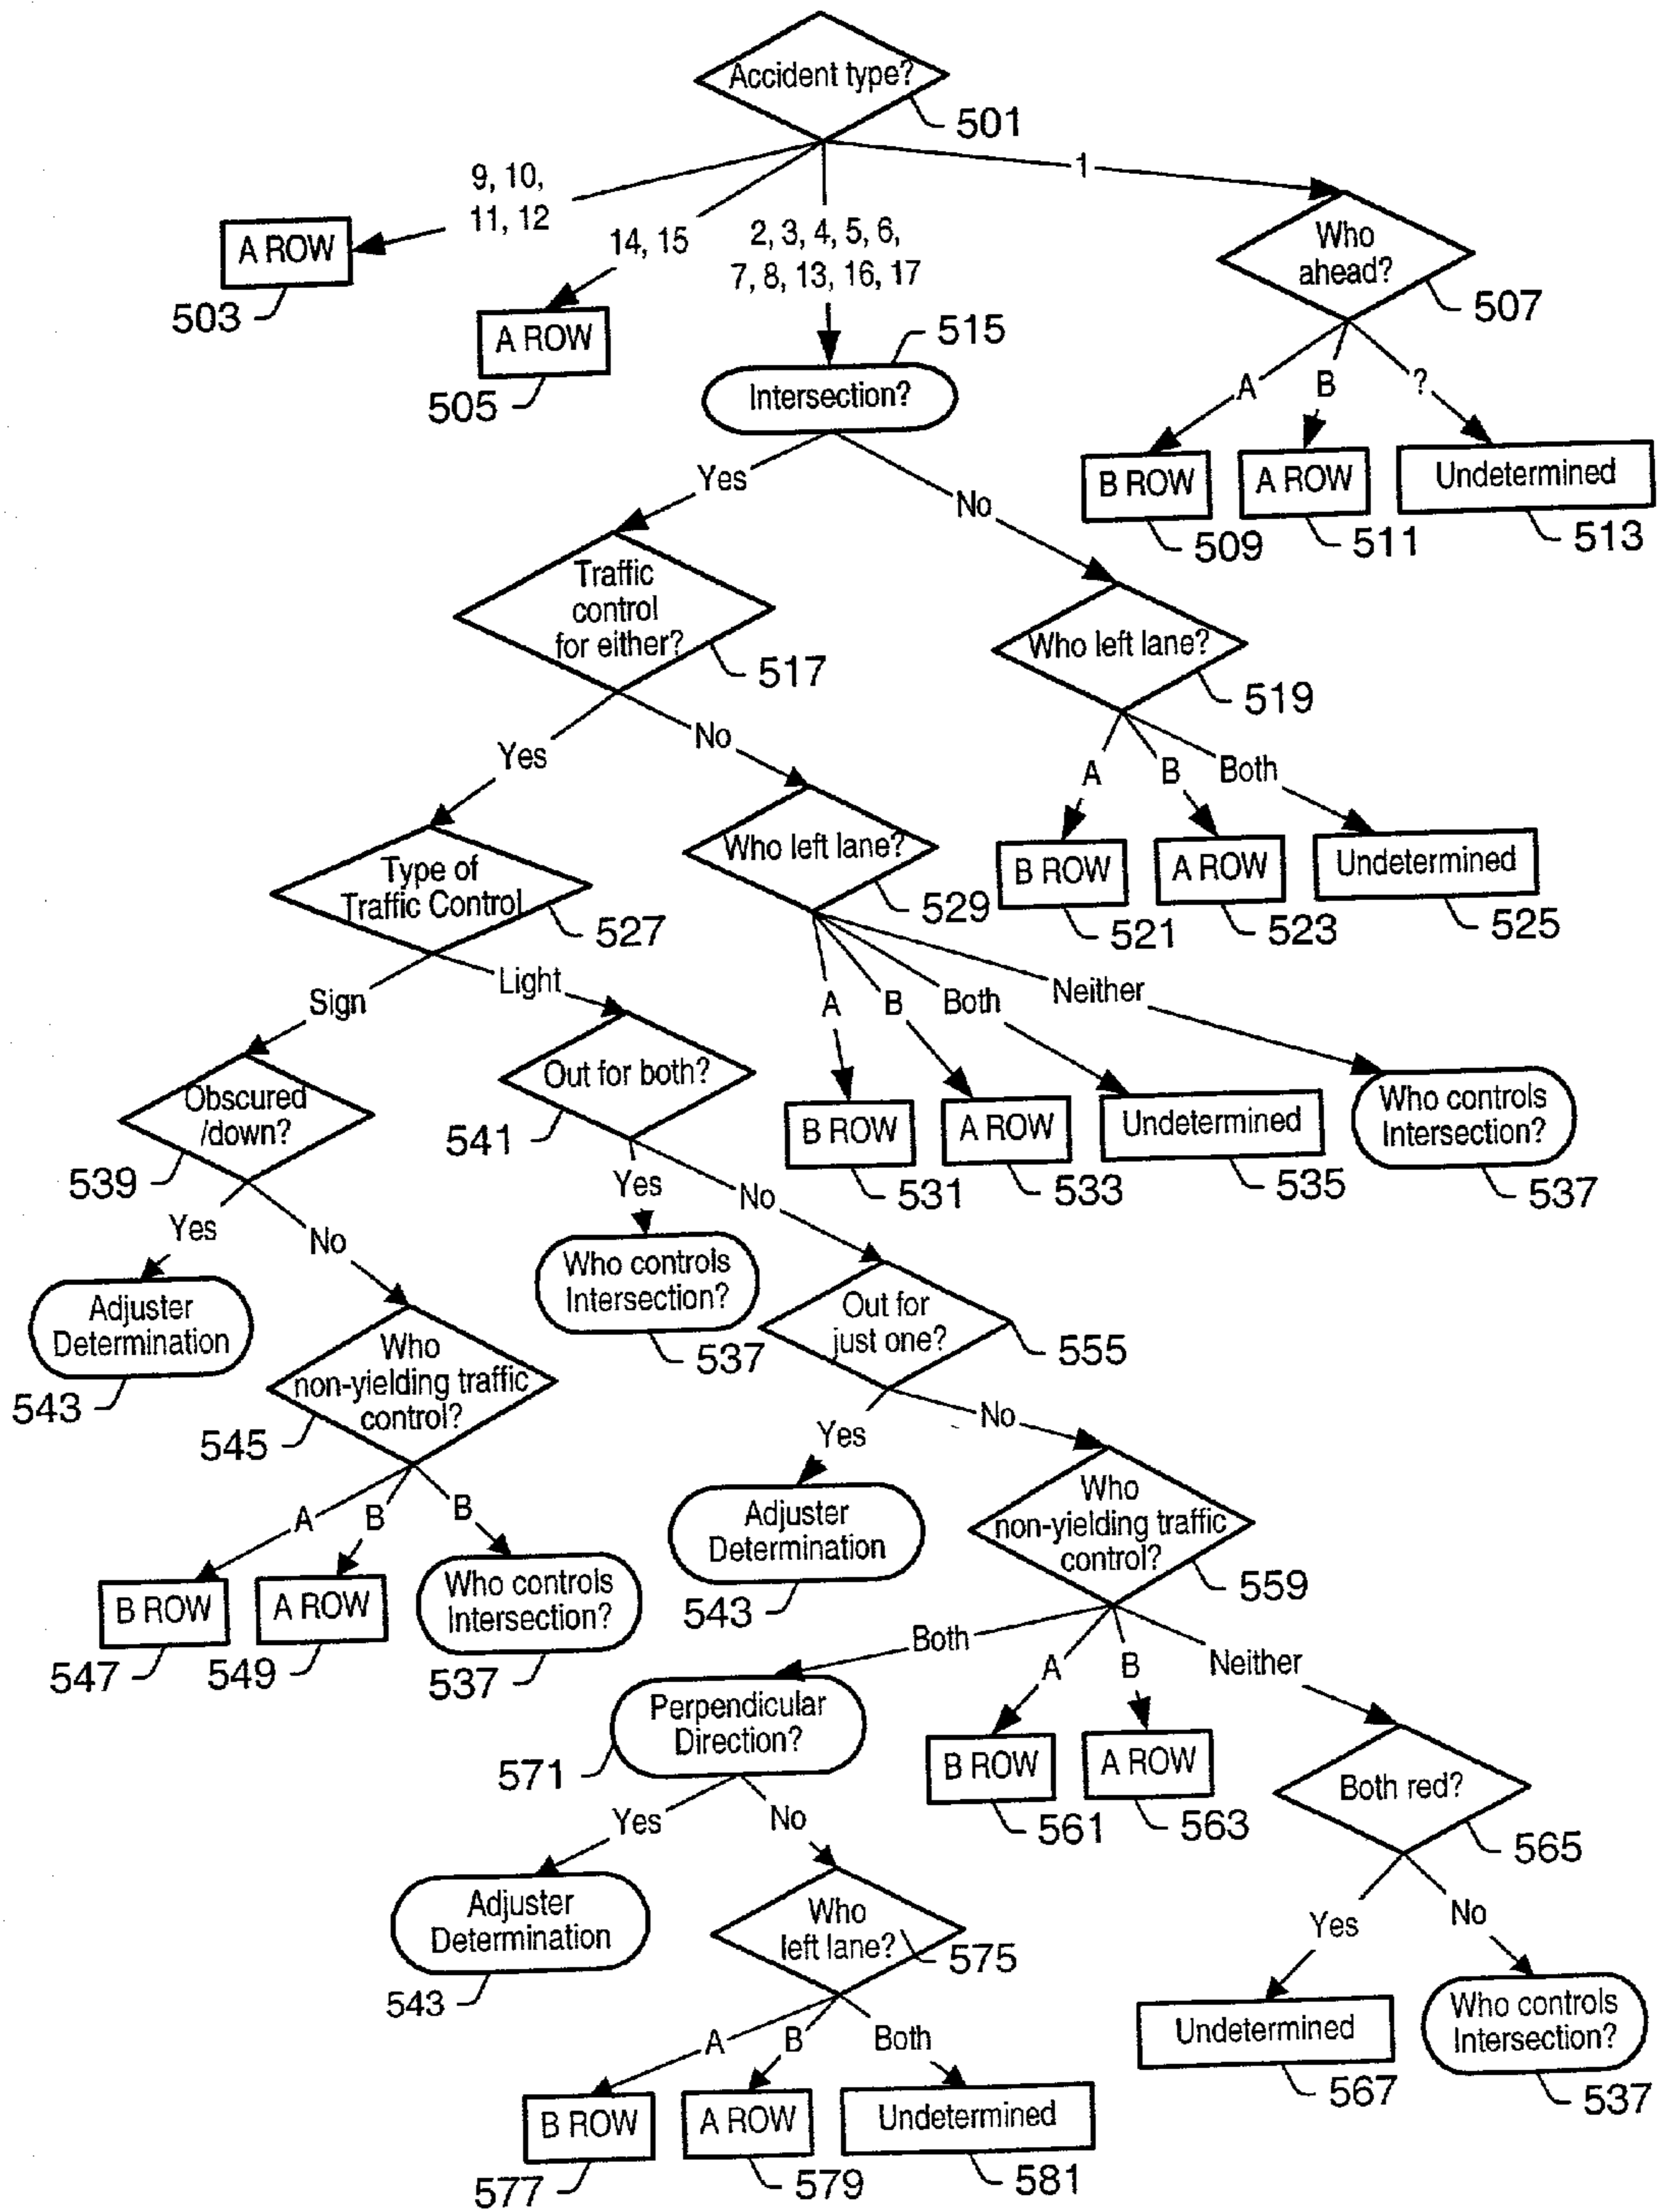 Accident type?
501
9, 10,
11, 12
14, 15
2, 3, 4, 5, 6,
7, 8, 13, 16, 17
1
A ROW
503
A ROW
505
Who
ahead?
507
A
B
?
B ROW
509
A ROW
511
Undetermined
513
515
Intersection?
Yes
No
Traffic
control
for either?
517
Who left lane?
519
A
B
Both
B ROW
521
A ROW
523
Undetermined
525
Yes
No
Type of
Traffic Control
527
Who left lane?
529
A
B
Both
Neither
B ROW
531
A ROW
533
Undetermined
535
Who controls
Intersection?
537
Sign
Light
Obscured
/down?
539
Out for both?
541
Yes
No
Adjuster
Determination
543
Who
non-yielding traffic
control?
545
A
B
B
B ROW
547
A ROW
549
Who controls
Intersection?
537
Yes
No
Who controls
Intersection?
537
Out for
just one?
555
Yes
No
Adjuster
Determination
543
Who
non-yielding traffic
control?
559
Both
A
B
Neither
Perpendicular
Direction?
571
B ROW
561
A ROW
563
Both red?
565
Yes
No
Adjuster
Determination
543
Who
left lane?
575
A
B
Both
B ROW
577
A ROW
579
Undetermined
581
Yes
No
Undetermined
567
Who controls
Intersection?
537